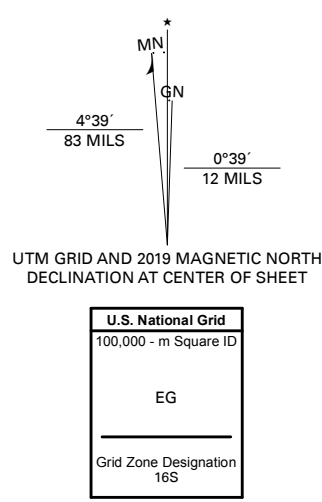 MN
GN
4°39´
83 MILS
0°39´
12 MILS
UTM GRID AND 2019 MAGNETIC NORTH
DECLINATION AT CENTER OF SHEET
U.S. National Grid
100,000 - m Square ID
EG
Grid Zone Designation
16S